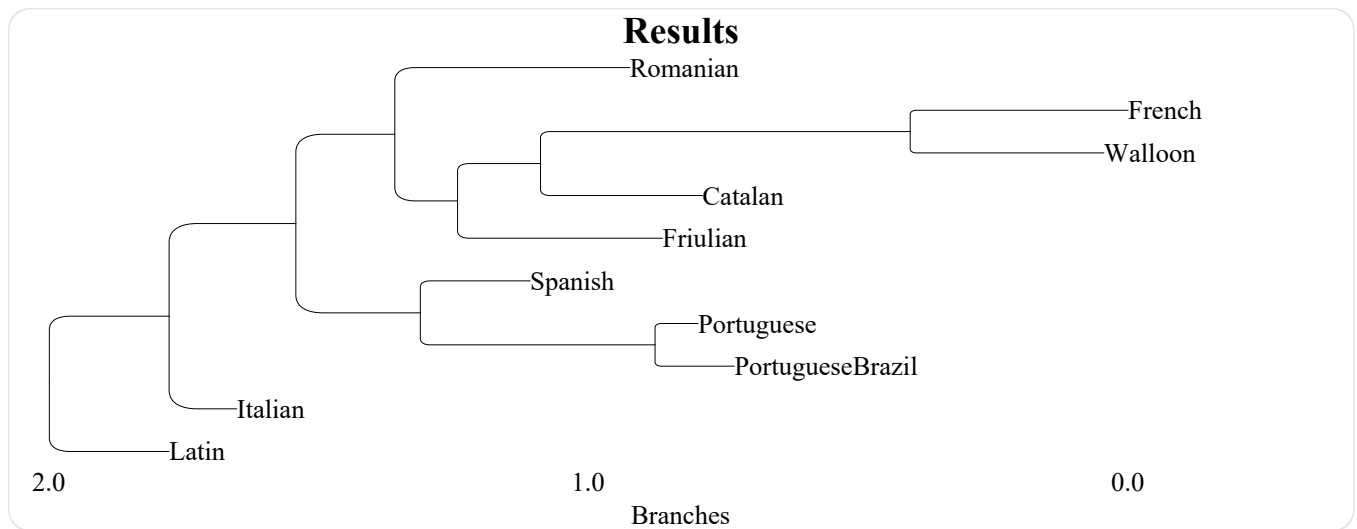 Results
Romanian
French
Walloon
Catalan
Friulian
Spanish
Portuguese
PortugueseBrazil
Italian
Latin
2.0 1.0 0.0
Branches